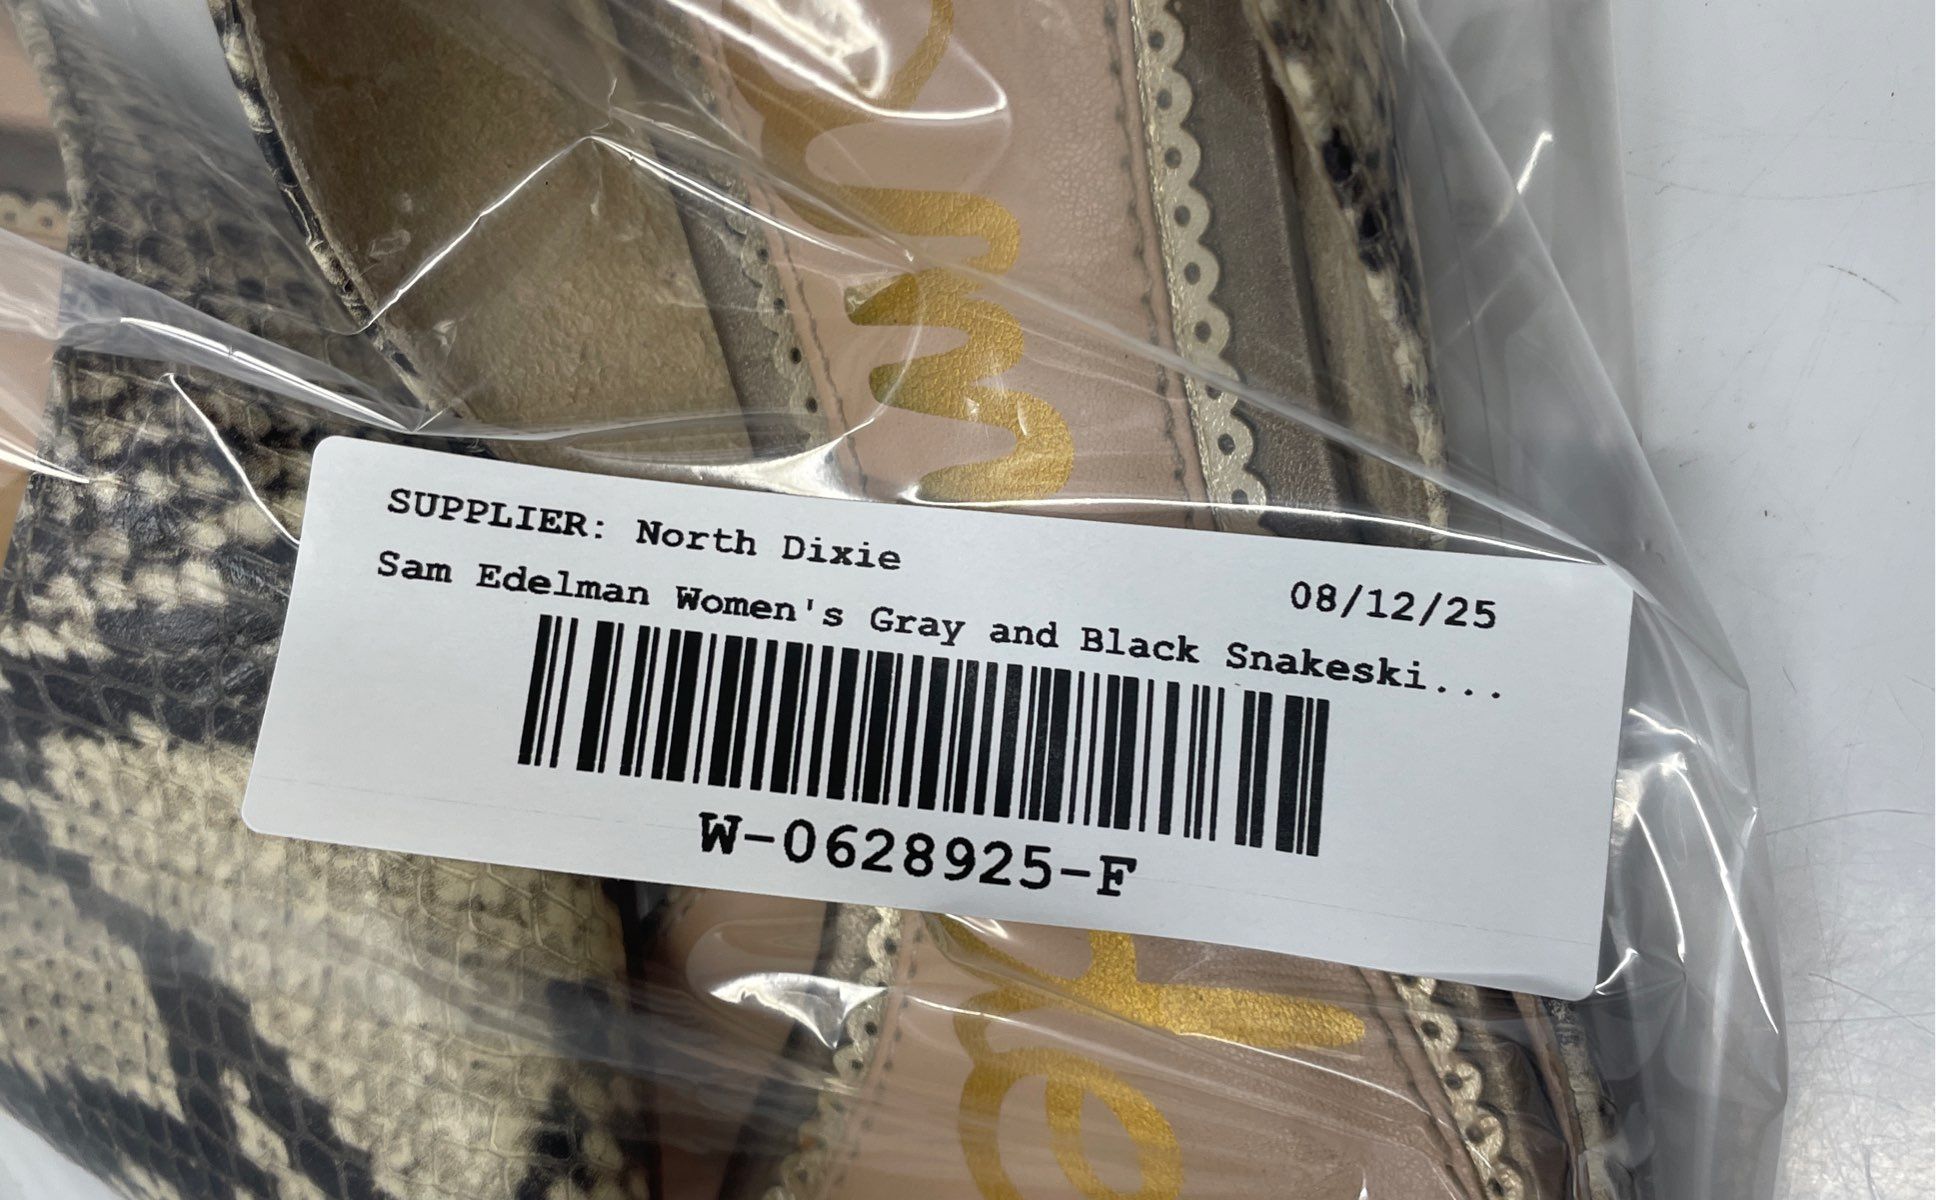 SUPPLIER: North Dixie
08/12/25
Sam Edelman Women's Gray and Black Snakeski...
W-0628925-F